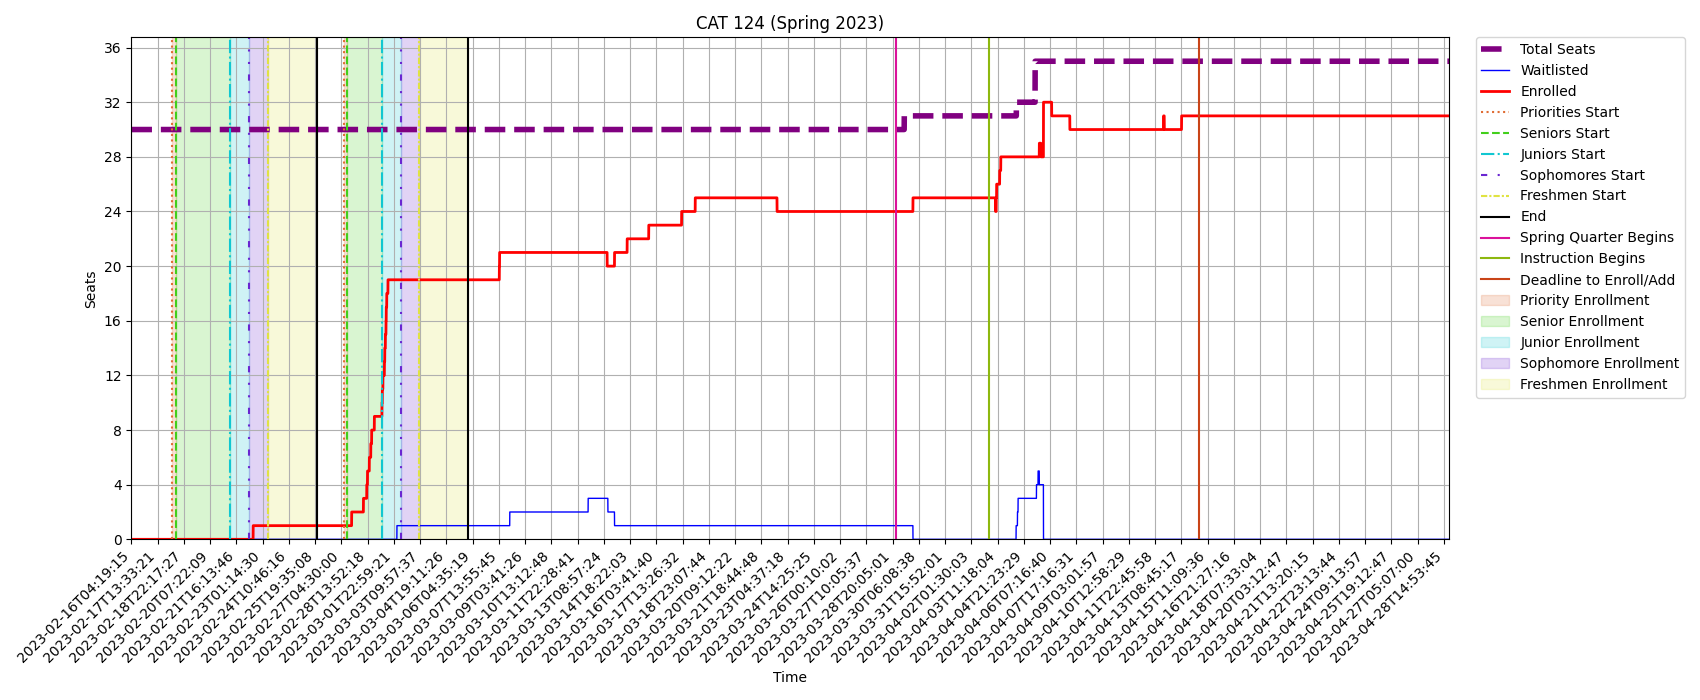 CAT 124 (Spring 2023)
Seats
36
32
28
24
20
16
12
8
4
0
2023-02-16T04:19:15
2023-02-17T13:33:21
2023-02-18T22:17:27
2023-02-20T07:22:09
2023-02-21T16:13:46
2023-02-23T01:14:30
2023-02-24T10:46:16
2023-02-25T19:35:08
2023-02-27T04:30:00
2023-02-28T13:52:18
2023-03-01T22:59:21
2023-03-03T09:57:37
2023-03-04T19:11:26
2023-03-06T04:35:19
2023-03-07T13:55:45
2023-03-09T03:41:26
2023-03-10T13:12:48
2023-03-11T22:28:41
2023-03-13T08:57:24
2023-03-14T18:22:03
2023-03-16T03:41:40
2023-03-17T13:26:32
2023-03-18T23:07:44
2023-03-20T09:12:22
2023-03-21T18:44:48
2023-03-23T04:37:18
2023-03-24T14:25:25
2023-03-26T00:10:02
2023-03-27T10:05:37
2023-03-28T20:05:01
2023-03-30T06:08:39
2023-03-31T15:52:01
2023-04-02T01:30:03
2023-04-03T11:18:04
2023-04-04T21:23:29
2023-04-06T07:16:40
2023-04-07T17:16:31
2023-04-09T03:01:57
2023-04-10T12:58:29
2023-04-11T22:45:58
2023-04-13T08:45:17
2023-04-15T11:09:36
2023-04-16T21:27:16
2023-04-18T07:33:04
2023-04-20T03:12:47
2023-04-21T13:20:15
2023-04-22T23:13:44
2023-04-24T09:13:57
2023-04-25T19:12:47
2023-04-27T05:07:00
2023-04-28T14:53:45
Time
Total Seats
Waitlisted
Enrolled
Priorities Start
Seniors Start
Juniors Start
Sophomores Start
Freshmen Start
End
Spring Quarter Begins
Instruction Begins
Deadline to Enroll/Add
Priority Enrollment
Senior Enrollment
Junior Enrollment
Sophomore Enrollment
Freshmen Enrollment